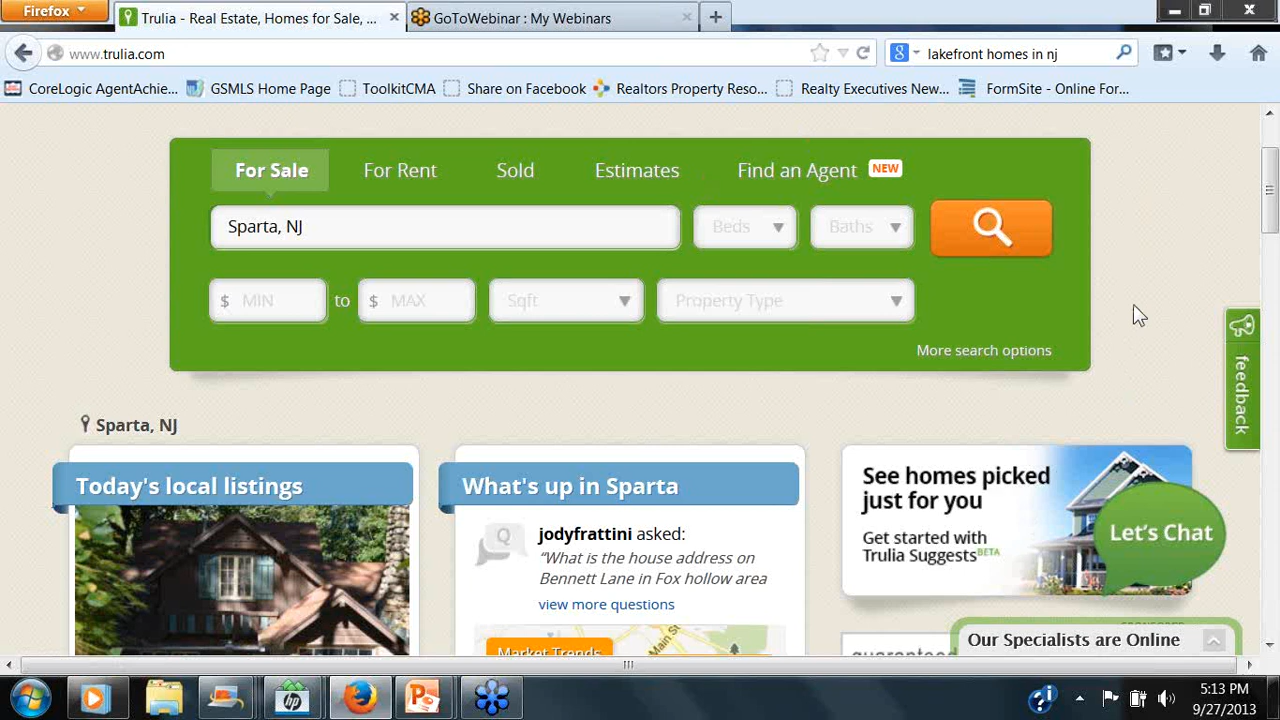 Firefox
Trulia - Real Estate, Homes for Sale, ...
GoToWebinar : My Webinars
www.trulia.com
lakefront homes in nj
CoreLogic AgentAchie...
GSMLS Home Page
ToolkitCMA
Share on Facebook
Realtors Property Reso...
Realty Executives New...
FormSite - Online For...
For Sale
For Rent
Sold
Estimates
Find an Agent
NEW
Sparta, NJ
Beds
Baths
$ MIN
to
$ MAX
Sqft
Property Type
More search options
feedback
Sparta, NJ
Today's local listings
What's up in Sparta
Q
jodyfrattini asked:
“What is the house address on
Bennett Lane in Fox hollow area
view more questions
Market Trends
Main St
See homes picked
just for you
Get started with
Trulia Suggests BETA
Let's Chat
Our Specialists are Online
5:13 PM
9/27/2013